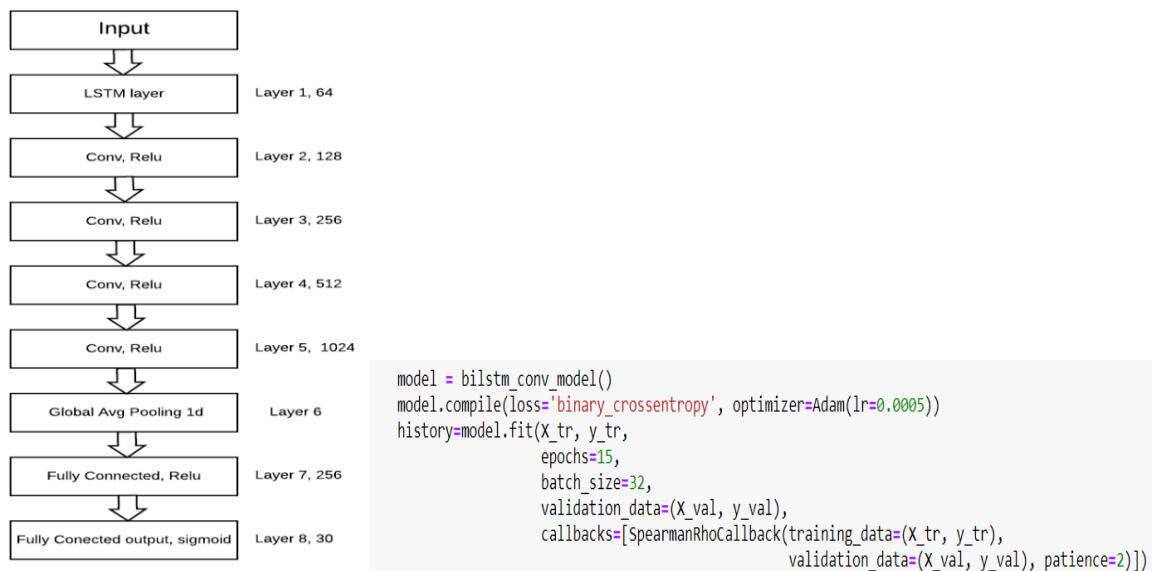 Input
LSTM layer
Layer 1, 64
Conv, Relu
Layer 2, 128
Conv, Relu
Layer 3, 256
Conv, Relu
Layer 4, 512
Conv, Relu
Layer 5, 1024
Global Avg Pooling 1d
Layer 6
Fully Connected, Relu
Layer 7, 256
Fully Conected output, sigmoid
Layer 8, 30
model = bilstm_conv_model()
model.compile(loss='binary_crossentropy', optimizer=Adam(lr=0.0005))
history=model.fit(X_tr, y_tr,
epochs=15,
batch_size=32,
validation_data=(X_val, y_val),
callbacks=[SpearmanRhoCallback(training_data=(X_tr, y_tr),
validation_data=(X_val, y_val), patience=2)])